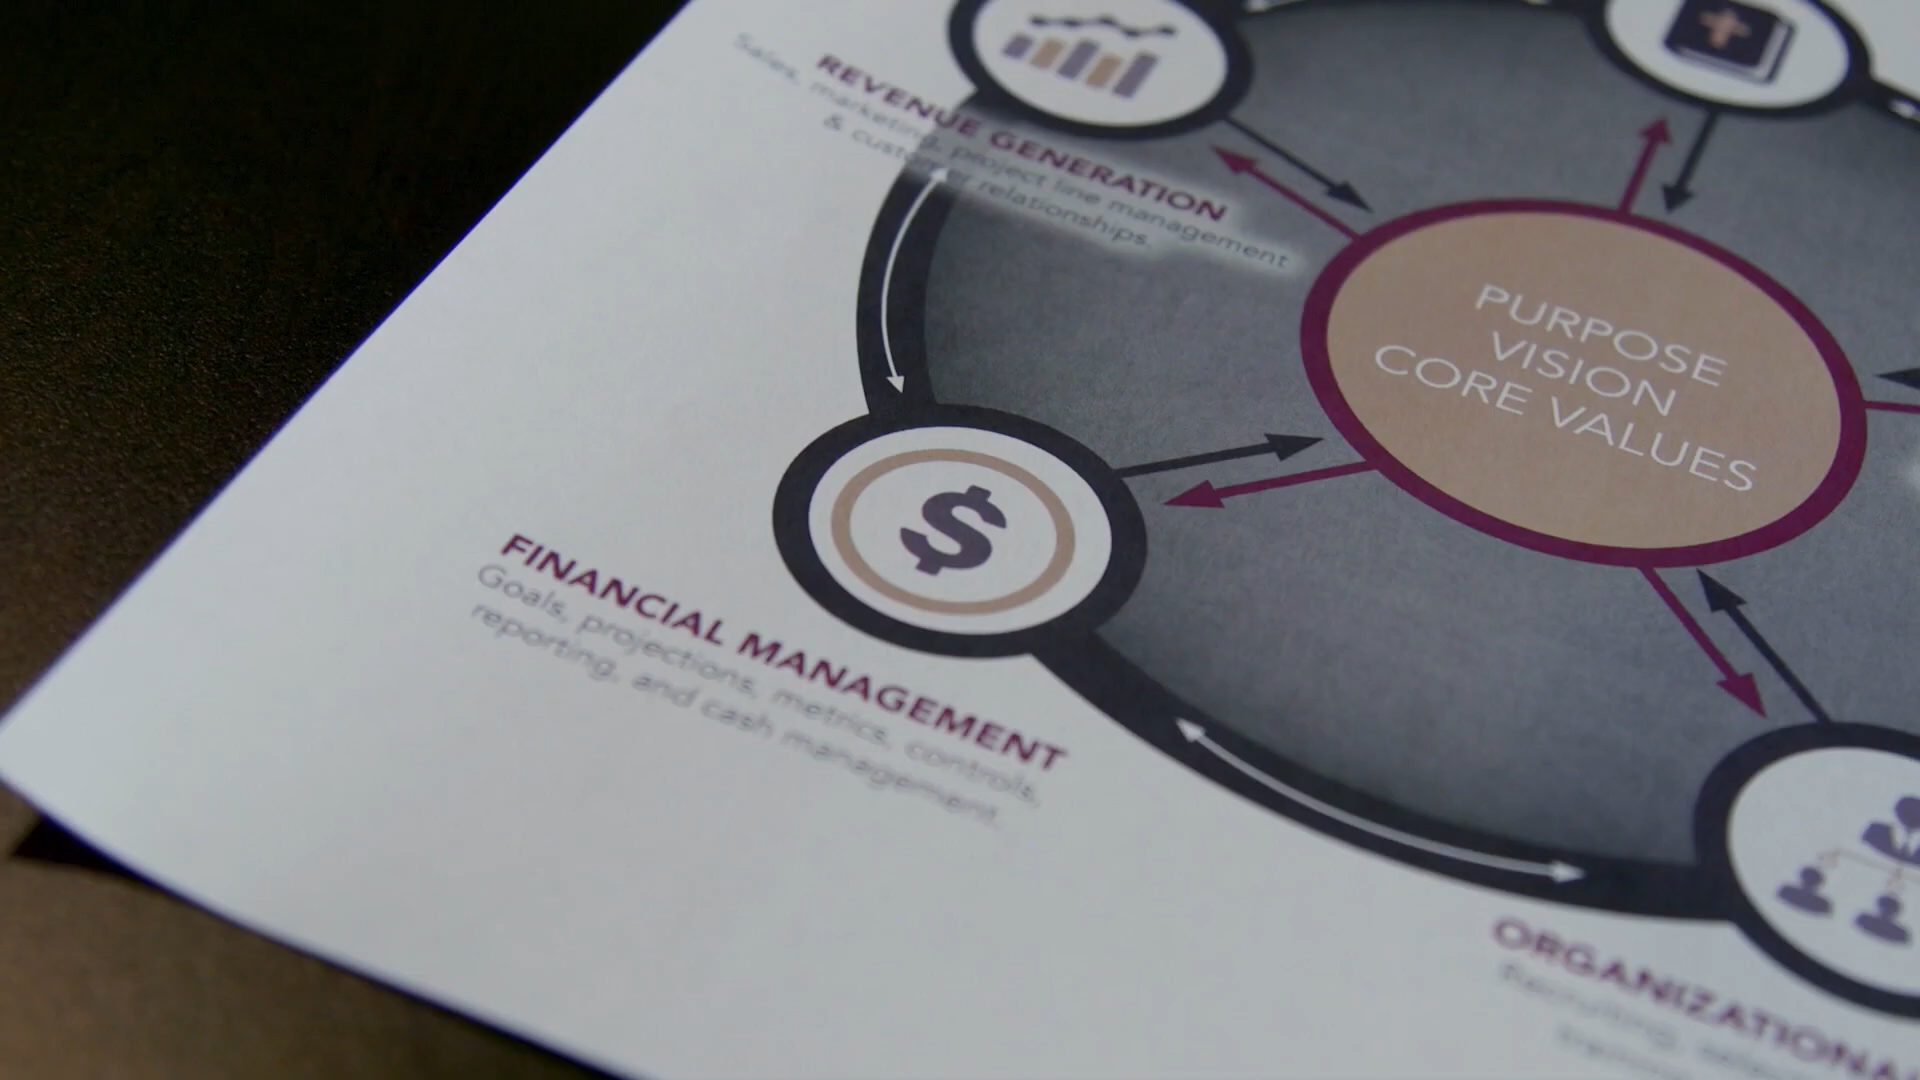 REVENUE GENERATION
Sales, marketing, project line management
& customer relationships.
PURPOSE
VISION
CORE VALUES
$
FINANCIAL MANAGEMENT
Goals, projections, metrics, controls,
reporting, and cash management.
ORGANIZATIONA
Recruiting,